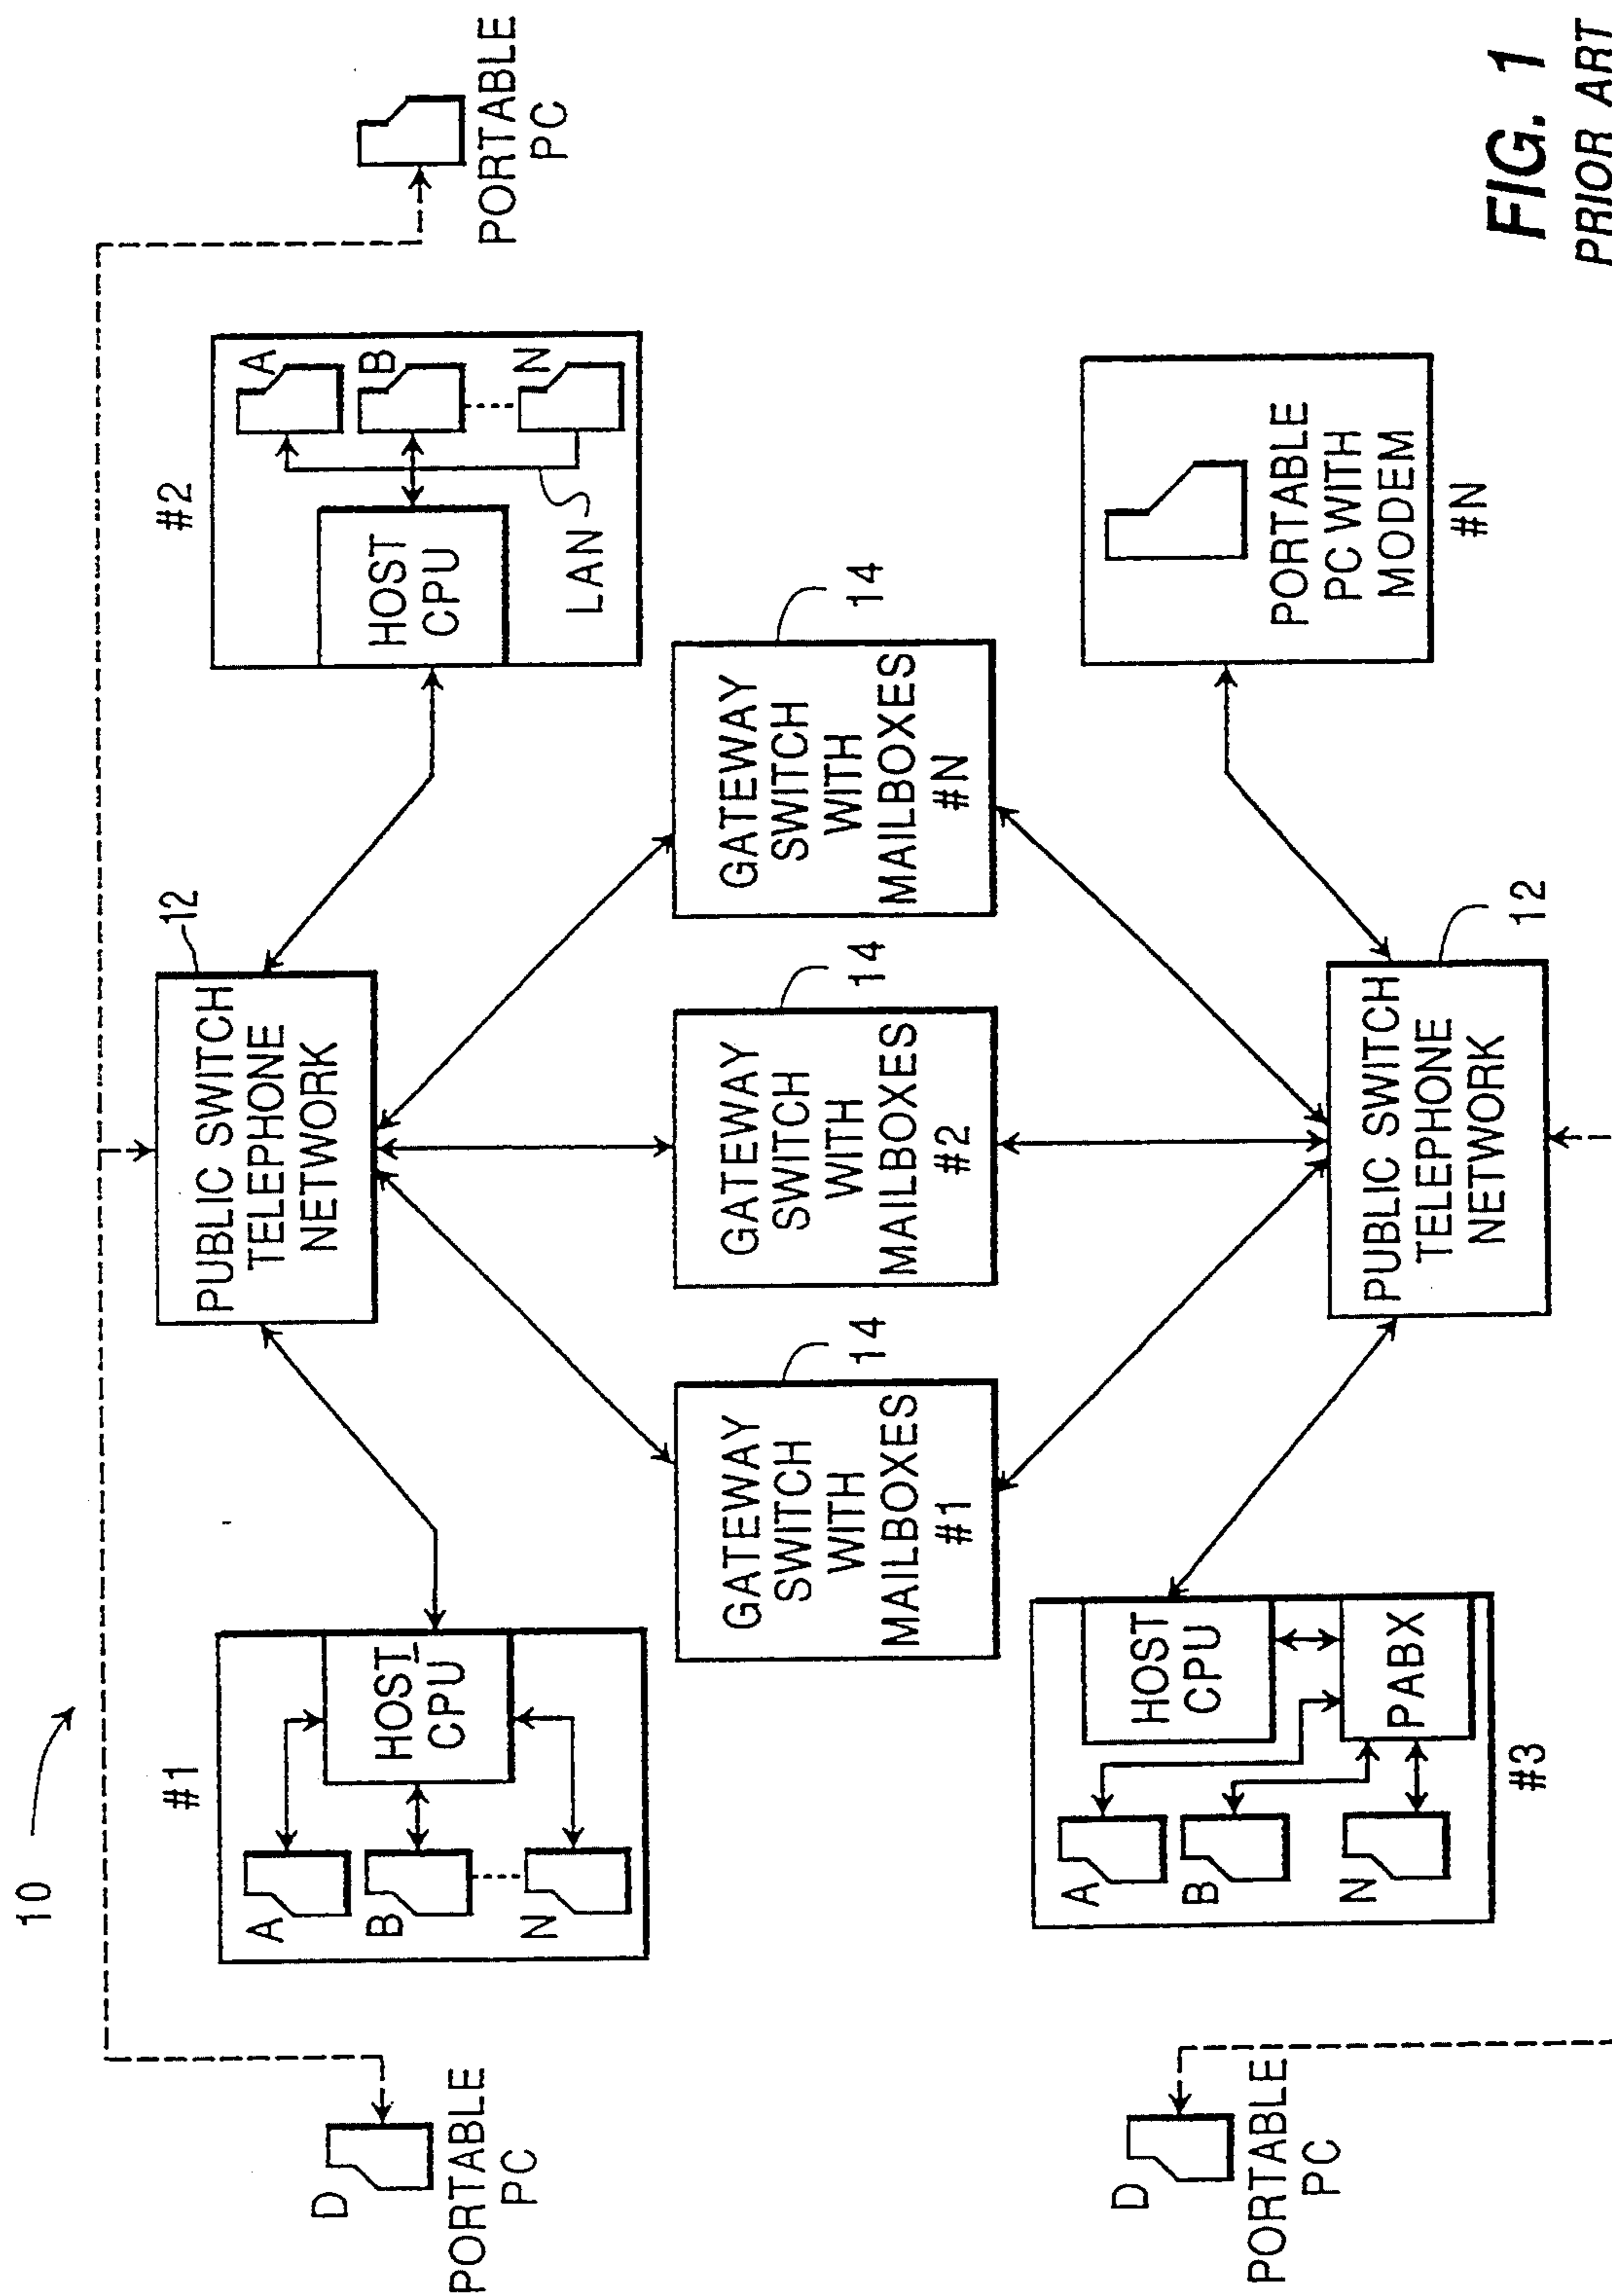 10
#1
A
B
N
HOST
CPU
D
PORTABLE
PC
PUBLIC SWITCH
TELEPHONE
NETWORK
12
#2
HOST
CPU
A
B
N
LAN
PORTABLE
PC
GATEWAY
SWITCH
WITH
MAILBOXES
#1
14
GATEWAY
SWITCH
WITH
MAILBOXES
#2
14
GATEWAY
SWITCH
WITH
MAILBOXES
#N
14
D
PORTABLE
PC
A
B
N
HOST
CPU
PABX
#3
PUBLIC SWITCH
TELEPHONE
NETWORK
12
PORTABLE
PC WITH
MODEM
#N
FIG. 1
PRIOR ART